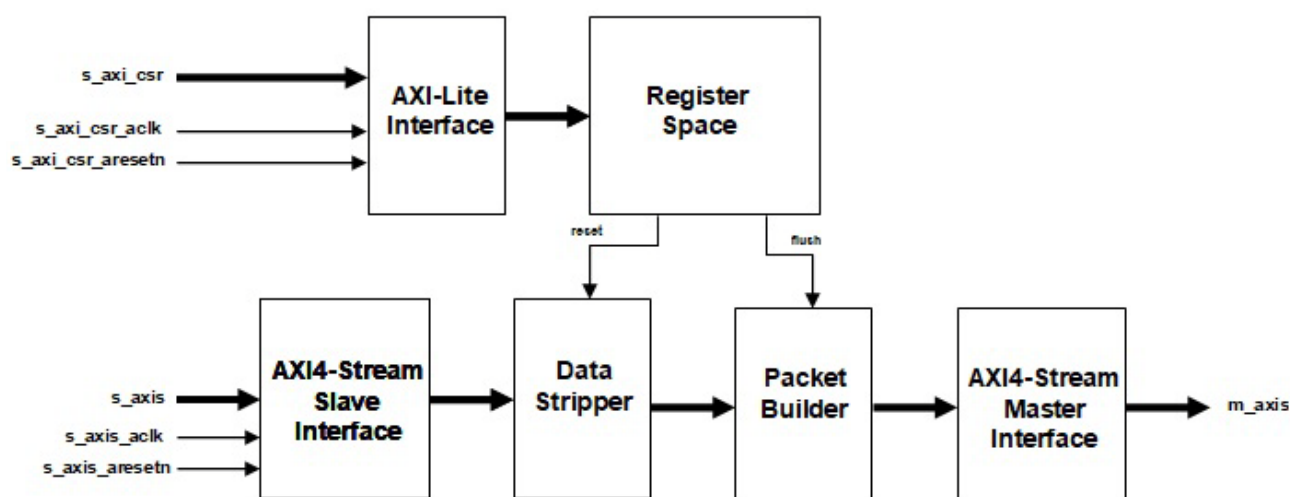 s_axi_csr
s_axi_csr_aclk
s_axi_csr_aresetn
AXI-Lite
Interface
Register
Space
reset
flush
s_axis
s_axis_aclk
s_axis_aresetn
AXI4-Stream
Slave
Interface
Data
Stripper
Packet
Builder
AXI4-Stream
Master
Interface
m_axis